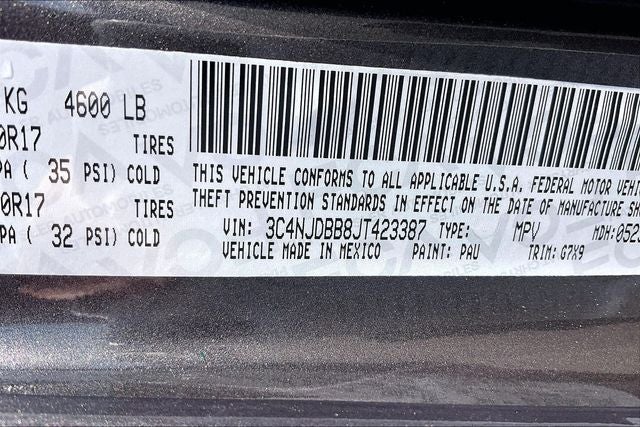 KG 4600 LB
0R17 TIRES
PA ( 35 PSI) COLD
0R17 TIRES
PA ( 32 PSI) COLD
THIS VEHICLE CONFORMS TO ALL APPLICABLE U.S.A. FEDERAL MOTOR VEH
THEFT PREVENTION STANDARDS IN EFFECT ON THE DATE OF MANUFACTURE SH
VIN: 3C4NJDBB8JT423387 TYPE: MPV MDH: 052
VEHICLE MADE IN MEXICO PAINT: PAU TRIM: G7X9